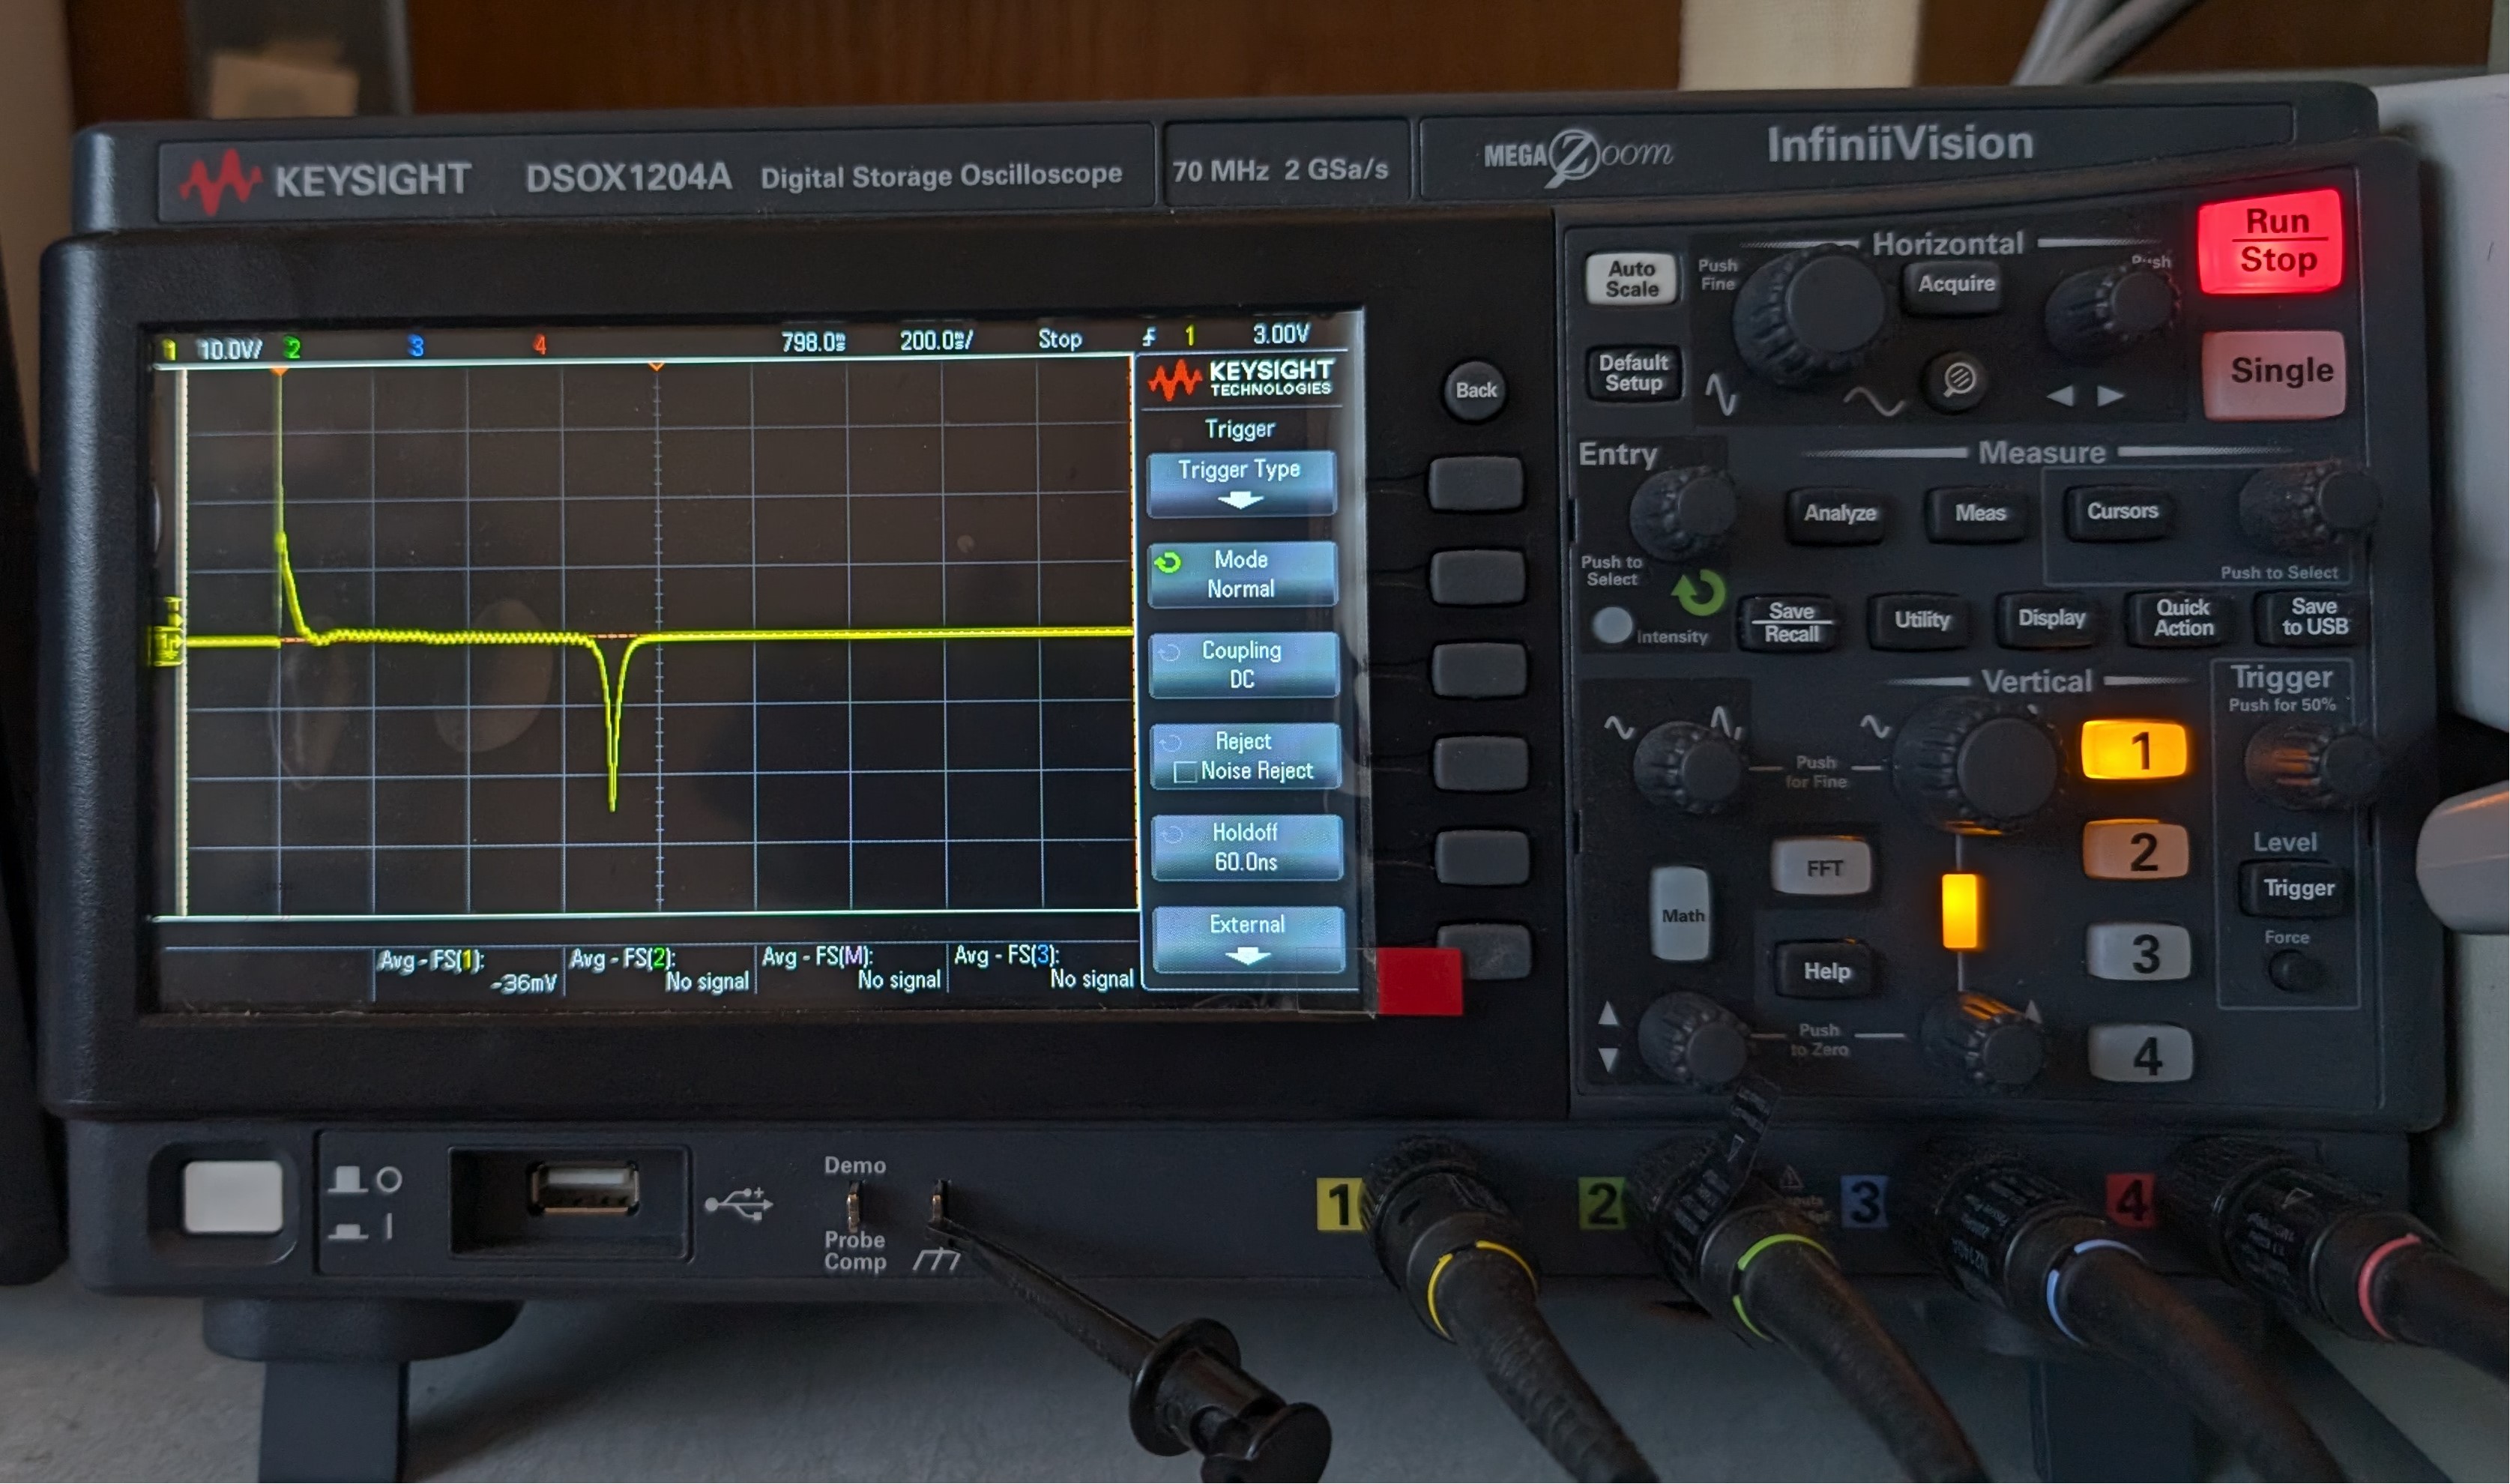 KEYSIGHT DSOX1204A Digital Storage Oscilloscope 70 MHz 2 GSa/s MEGA Zoom InfiniiVision
1 10.0V/ 2 3 4 798.0ms 200.0ms/ Stop 1 3.00V
KEYSIGHT
TECHNOLOGIES
Trigger
Trigger Type
Mode
Normal
Coupling
DC
Reject
Noise Reject
Holdoff
60.0ns
External
Avg - FS(1):
-36mV
Avg - FS(2):
No signal
Avg - FS(M):
No signal
Avg - FS(3):
No signal
Back
Horizontal
Run
Stop
Auto
Scale
Push
Fine
Acquire
Push
Default
Setup
Single
Entry
Measure
Analyze
Meas
Cursors
Push to
Select
Push to Select
Intensity
Save
Recall
Utility
Display
Quick
Action
Save
to USB
Vertical
Trigger
Push for 50%
1
Push
for Fine
2
Level
FFT
Trigger
Math
3
Force
Help
Push
to Zero
4
Demo
Probe
Comp
1
2
3
4